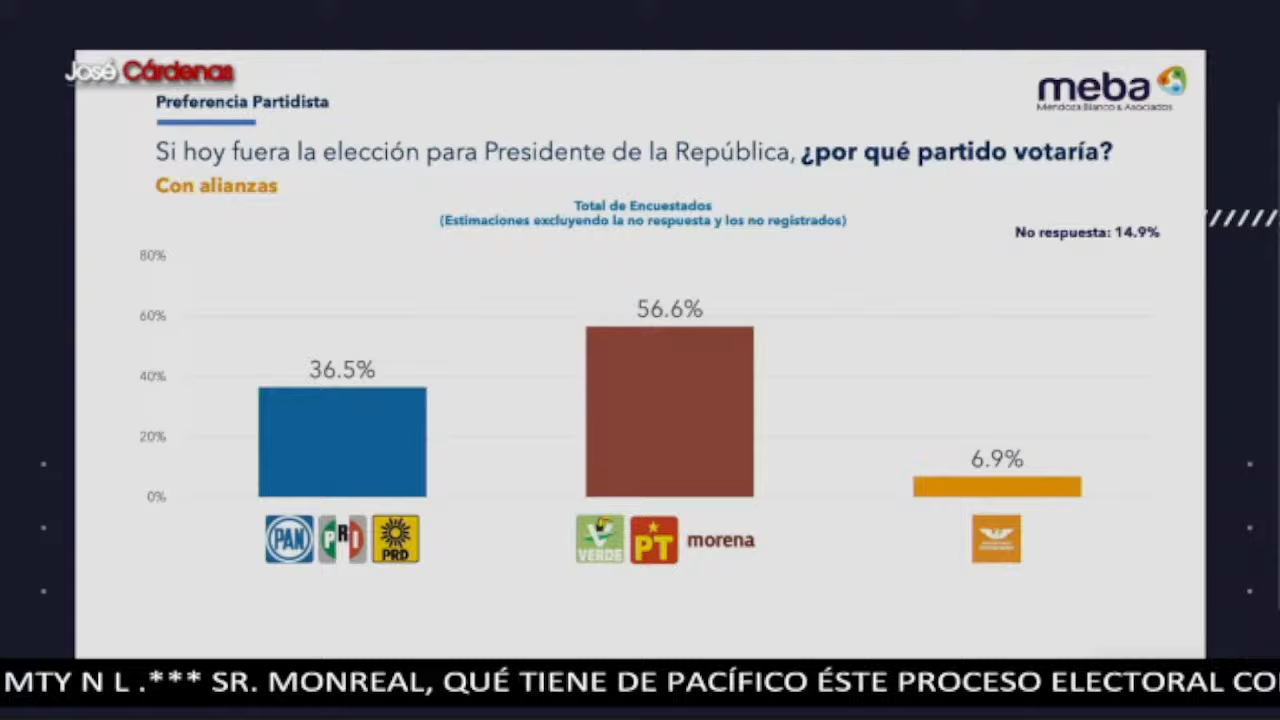 José Cárdenas
meba
Mendoza Blanco & Asociados
Preferencia Partidista
Si hoy fuera la elección para Presidente de la República, ¿por qué partido votaría?
Con alianzas
Total de Encuestados
(Estimaciones excluyendo la no respuesta y los no registrados)
No respuesta: 14.9%
80%
60%
40%
20%
0%
36.5%
56.6%
6.9%
PAN PRI PRD
VERDE PT morena
MTY N L .*** SR. MONREAL, QUÉ TIENE DE PACÍFICO ÉSTE PROCESO ELECTORAL CO